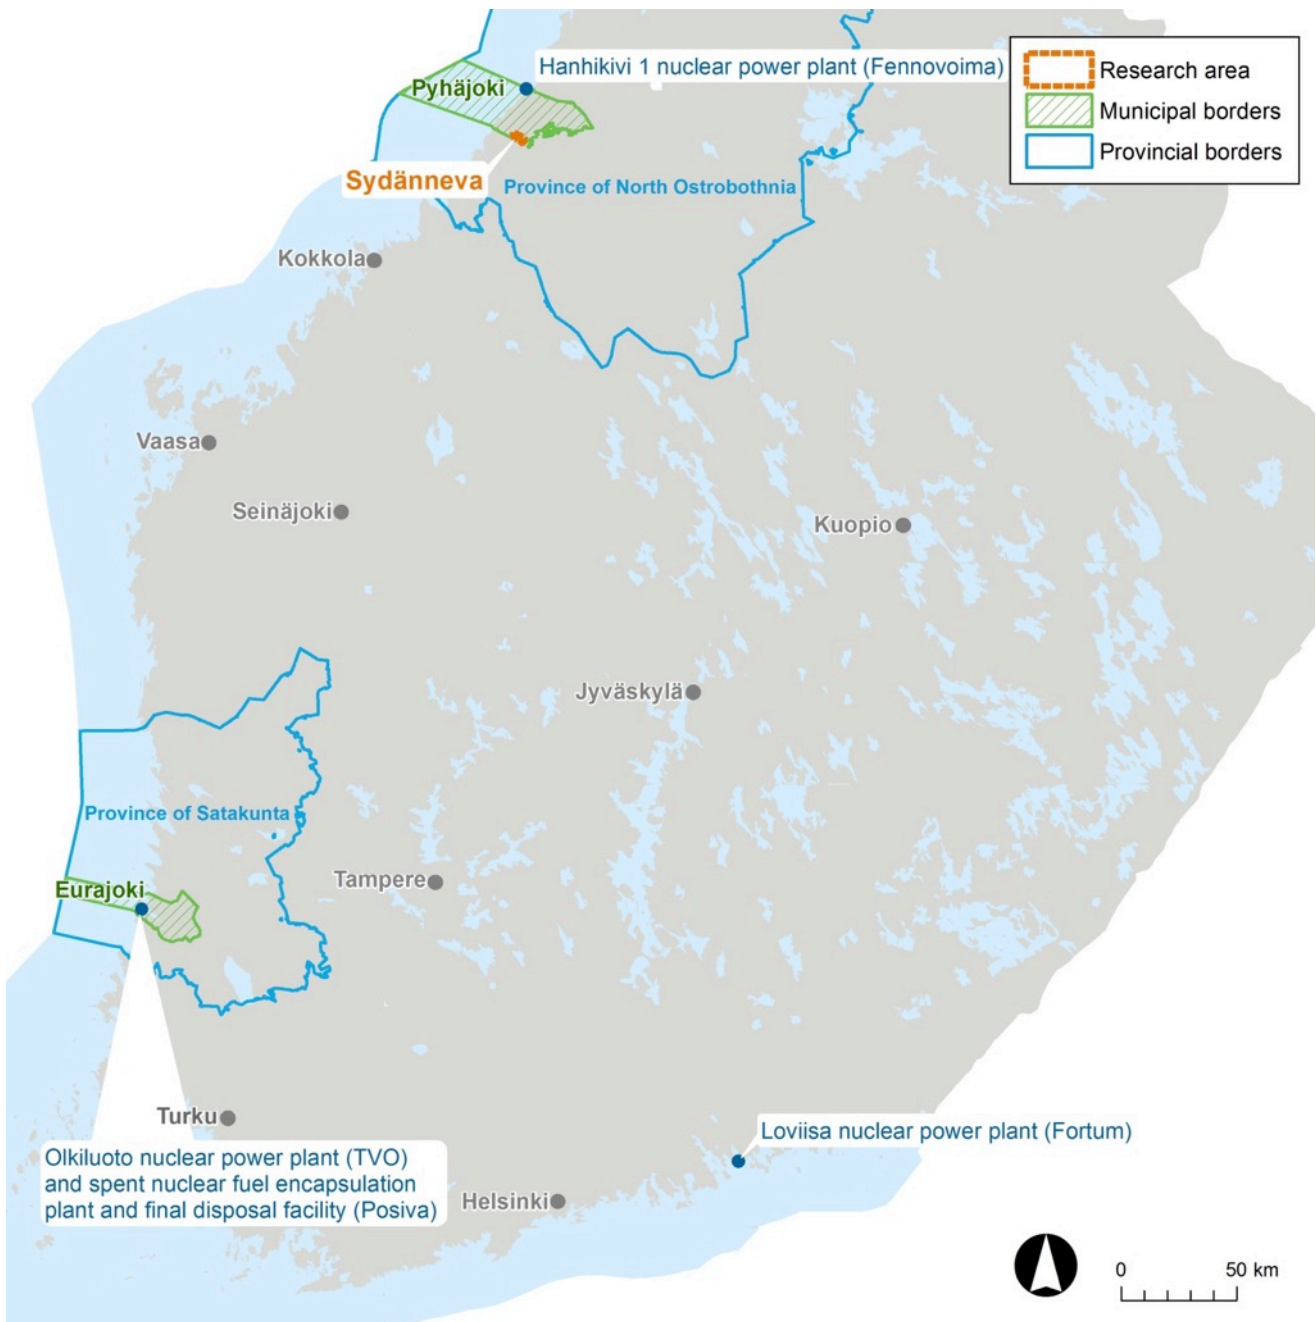 Hanhikivi 1 nuclear power plant (Fennovoima)
Pyhäjoki
Sydänneva
Province of North Ostrobothnia
Research area
Municipal borders
Provincial borders
Kokkola
Vaasa
Seinäjoki
Kuopio
Jyväskylä
Province of Satakunta
Eurajoki
Tampere
Turku
Olkiluoto nuclear power plant (TVO)
and spent nuclear fuel encapsulation
plant and final disposal facility (Posiva)
Loviisa nuclear power plant (Fortum)
Helsinki
0 50 km